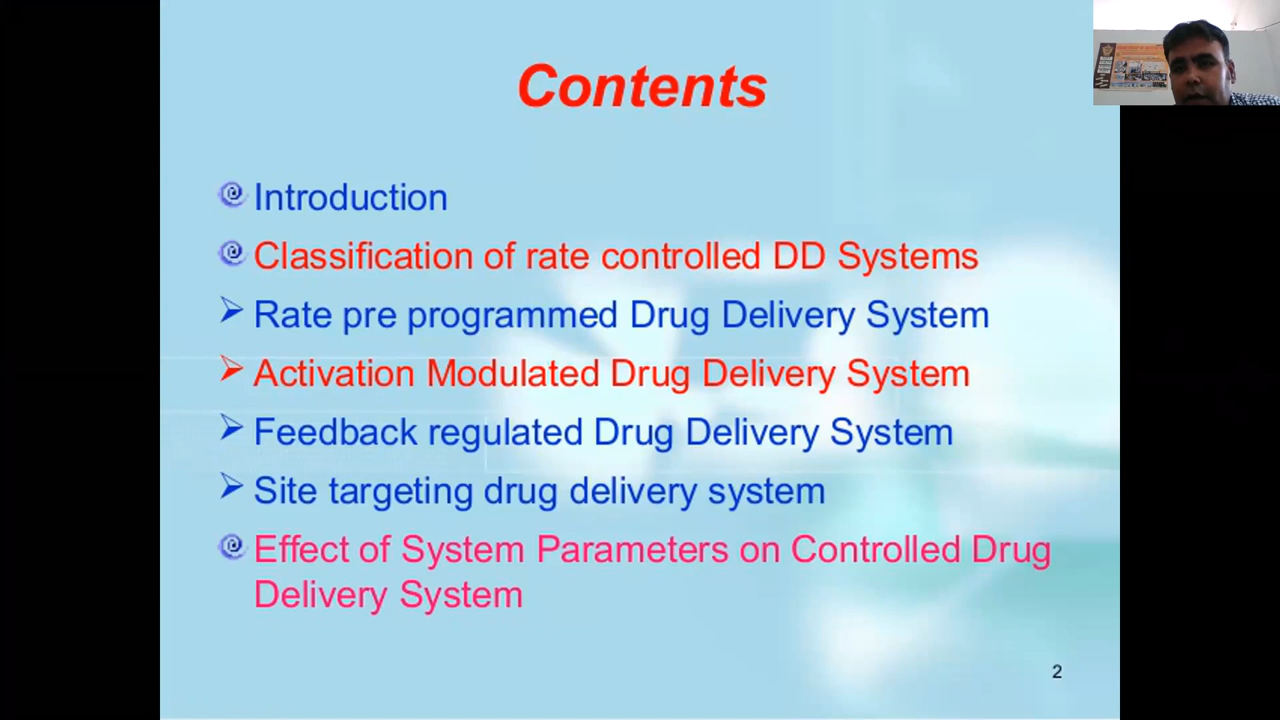 Contents
Introduction
Classification of rate controlled DD Systems
Rate pre programmed Drug Delivery System
Activation Modulated Drug Delivery System
Feedback regulated Drug Delivery System
Site targeting drug delivery system
Effect of System Parameters on Controlled Drug
Delivery System
2